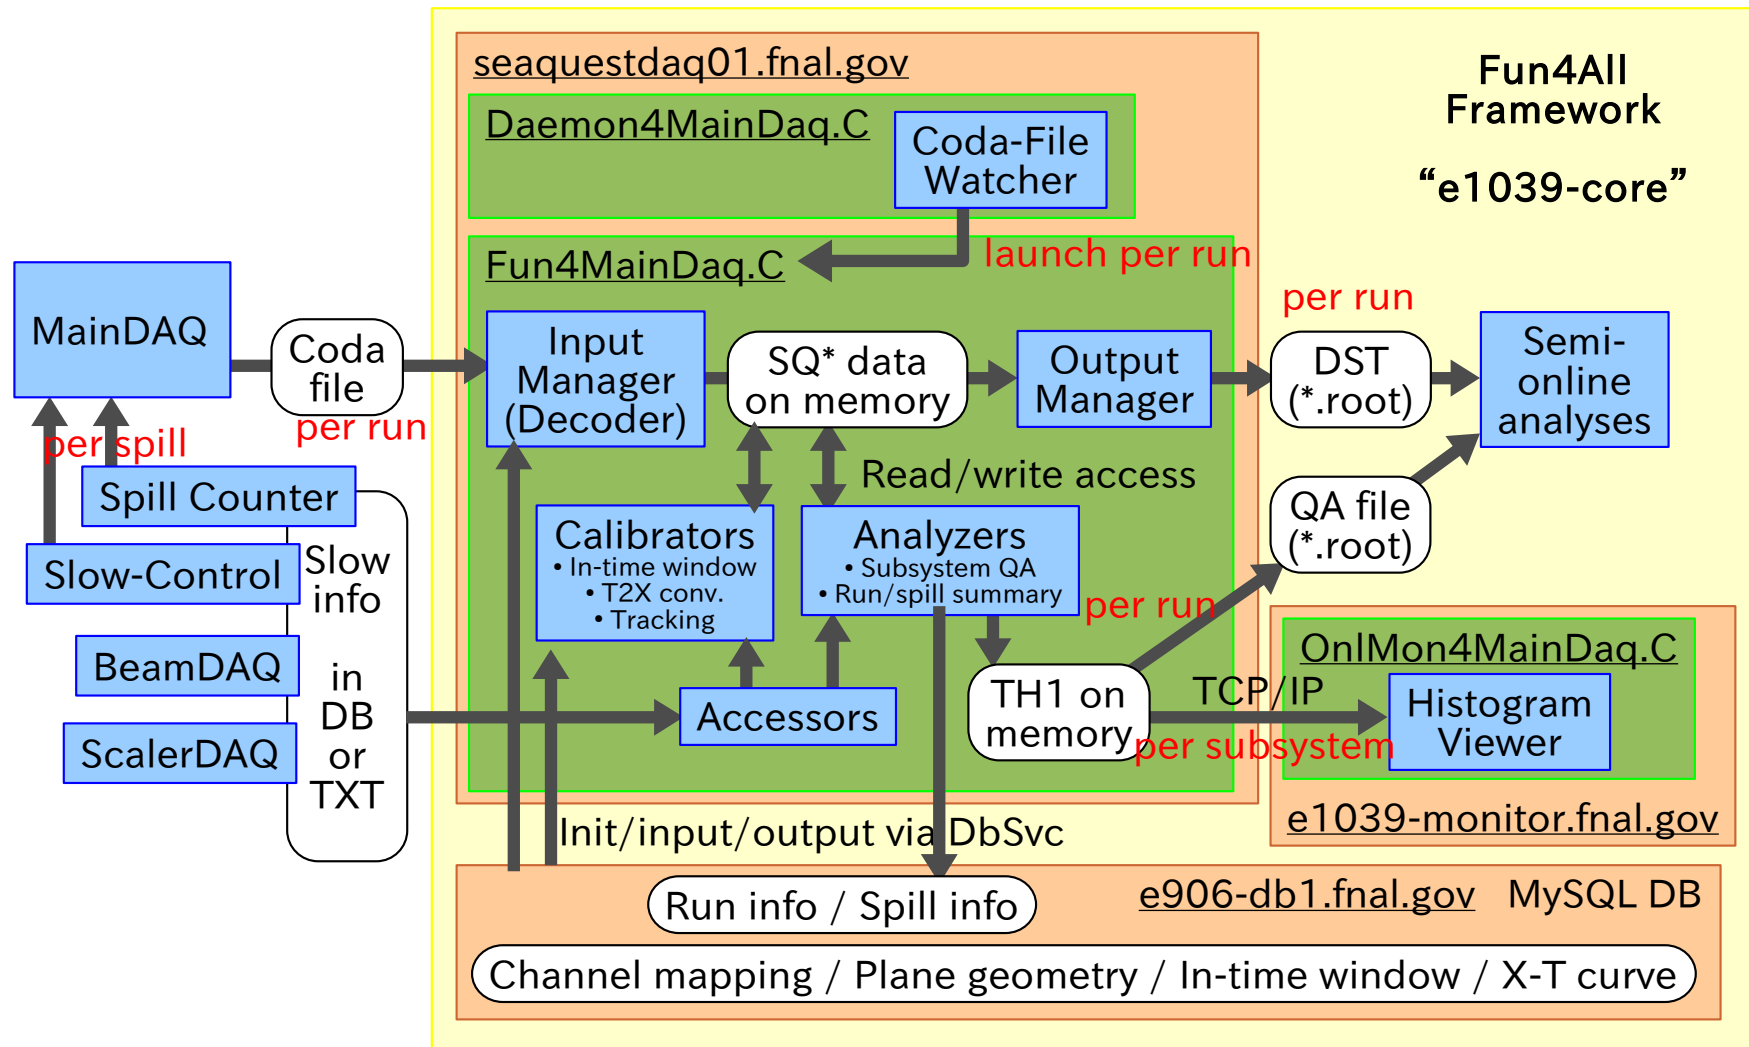 seaquestdaq01.fnal.gov
Fun4All
Framework
“e1039-core”
Daemon4MainDaq.C
Coda-File
Watcher
launch per run
Fun4MainDaq.C
MainDAQ
Coda
file
per run
Input
Manager
(Decoder)
SQ* data
on memory
Output
Manager
per run
DST
(*.root)
Semi-
online
analyses
per spill
Spill Counter
Slow-Control
BeamDAQ
ScalerDAQ
Slow
info
in
DB
or
TXT
Read/write access
Calibrators
• In-time window
• T2X conv.
• Tracking
Analyzers
• Subsystem QA
• Run/spill summary
per run
QA file
(*.root)
Accessors
TH1 on
memory
TCP/IP
per subsystem
OnlMon4MainDaq.C
Histogram
Viewer
e1039-monitor.fnal.gov
Init/input/output via DbSvc
Run info / Spill info
e906-db1.fnal.gov MySQL DB
Channel mapping / Plane geometry / In-time window / X-T curve